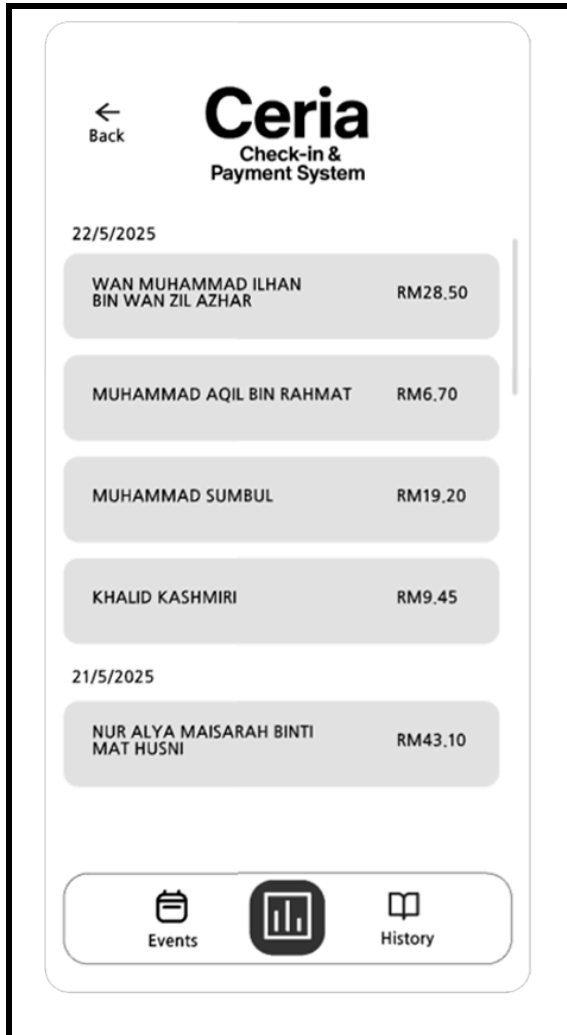 Back
Ceria
Check-in &
Payment System
22/5/2025
WAN MUHAMMAD ILHAN
BIN WAN ZIL AZHAR
RM28.50
MUHAMMAD AQIL BIN RAHMAT
RM6.70
MUHAMMAD SUMBUL
RM19.20
KHALID KASHMIRI
RM9.45
21/5/2025
NUR ALYA MAISARAH BINTI
MAT HUSNI
RM43.10
Events
History